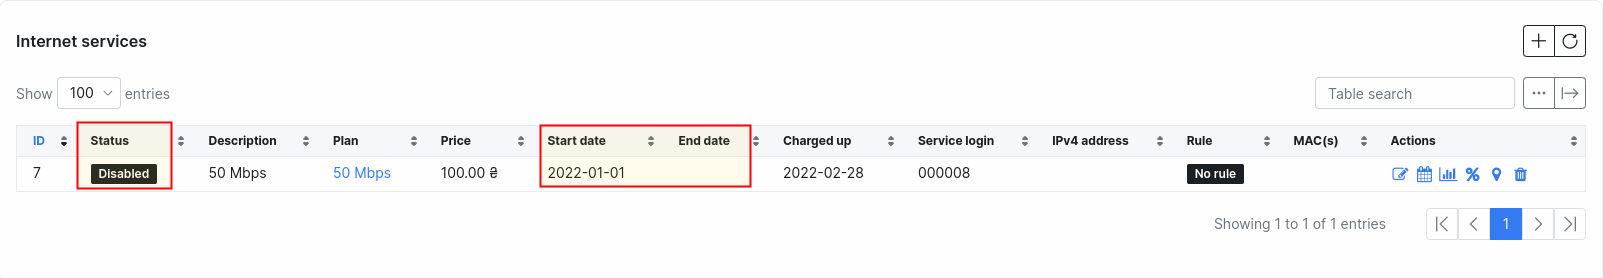 Internet services
Show 100 entries
Table search
ID Status Description Plan Price Start date End date Charged up Service login IPv4 address Rule MAC(s) Actions
7 Disabled 50 Mbps 50 Mbps 100.00 ₴ 2022-01-01 2022-02-28 000008 No rule
Showing 1 to 1 of 1 entries 1